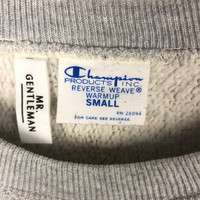 MR.
GENTLEMAN
Champion
PRODUCTS INC.
REVERSE WEAVE®
WARMUP
SMALL
RN 26094
FOR CARE SEE REVERSE